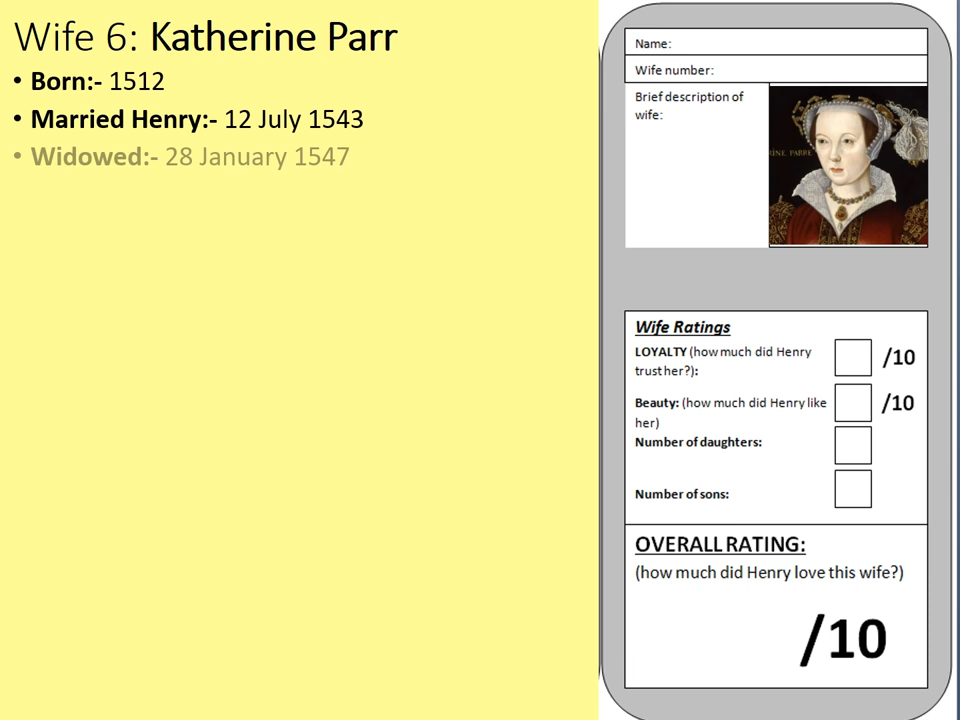 Wife 6: Katherine Parr
• Born:- 1512
• Married Henry:- 12 July 1543
• Widowed:- 28 January 1547
Name:
Wife number:
Brief description of
wife:
RINE PARRE
Wife Ratings
LOYALTY (how much did Henry
trust her?):
/10
Beauty: (how much did Henry like
her)
/10
Number of daughters:
Number of sons:
OVERALL RATING:
(how much did Henry love this wife?)
/10